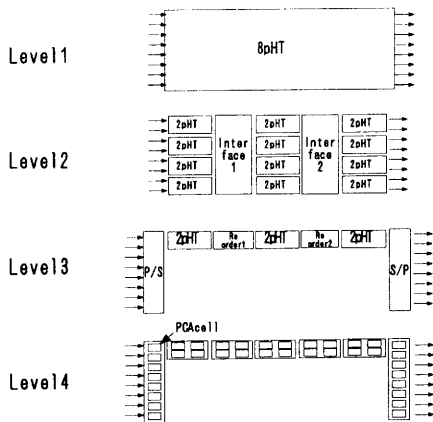 Level1
8pHT
Level2
2pHT 2pHT 2pHT
2pHT 2pHT 2pHT
2pHT 2pHT 2pHT
2pHT 2pHT 2pHT
Inter
face
1
Inter
face
2
Level3
P/S
2pHT
Re
order1
2pHT
Re
order2
2pHT
S/P
Level4
PCAcell